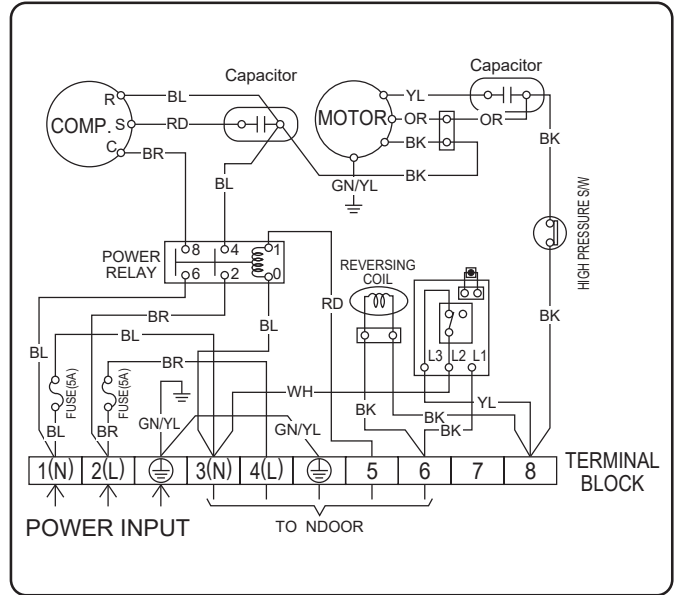 Capacitor
Capacitor
R
BL
YL
COMP.
S
RD
MOTOR
OR
OR
BK
C
BR
BK
BL
GN/YL
BK
HIGH PRESSURE S/W
POWER RELAY
8
4
1
6
2
0
REVERSING COIL
BR
RD
BL
BL
BL
BK
BR
L3
L2
L1
FUSE(5A)
FUSE(5A)
WH
YL
BK
BK
BK
BL
BR
GN/YL
GN/YL
1(N)
2(L)
3(N)
4(L)
5
6
7
8
TERMINAL BLOCK
POWER INPUT
TO NDOOR